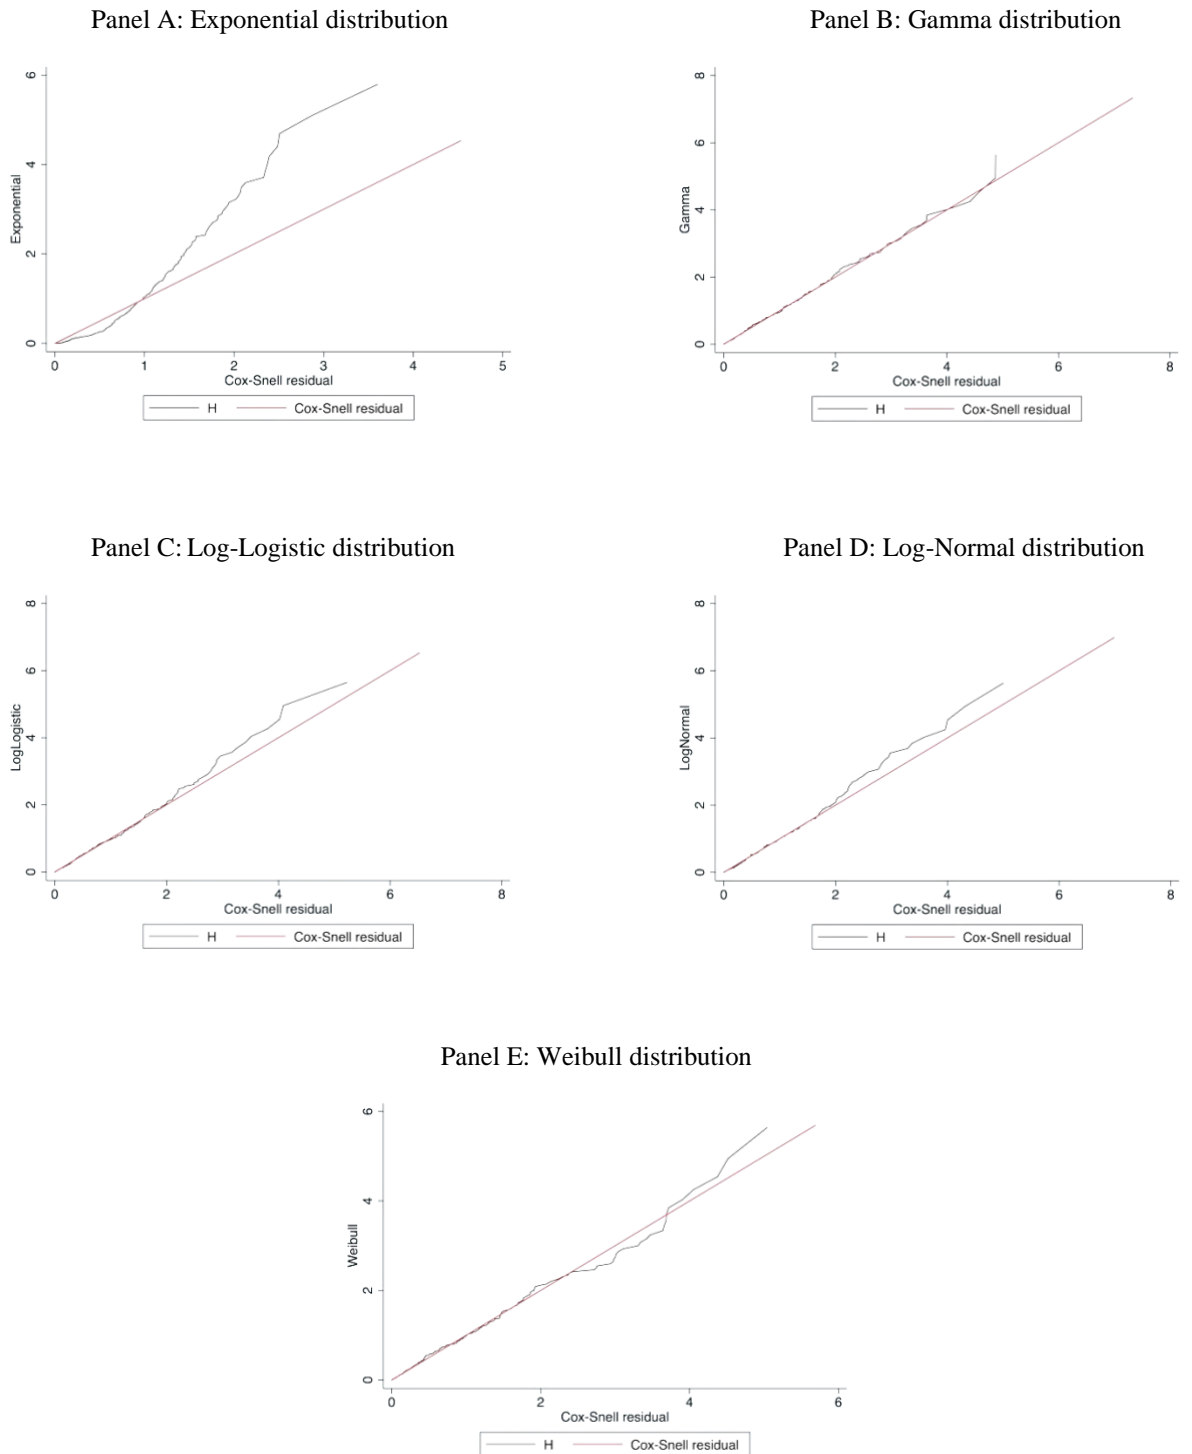 Panel A: Exponential distribution
Panel B: Gamma distribution
Exponential
0
2
4
6
0
1
2
3
4
5
Cox-Snell residual
H
Cox-Snell residual
Gamma
0
2
4
6
8
0
2
4
6
8
Cox-Snell residual
H
Cox-Snell residual
Panel C: Log-Logistic distribution
Panel D: Log-Normal distribution
LogLogistic
0
2
4
6
8
0
2
4
6
8
Cox-Snell residual
H
Cox-Snell residual
LogNormal
0
2
4
6
8
0
2
4
6
8
Cox-Snell residual
H
Cox-Snell residual
Panel E: Weibull distribution
Weibull
0
2
4
6
0
2
4
6
Cox-Snell residual
H
Cox-Snell residual